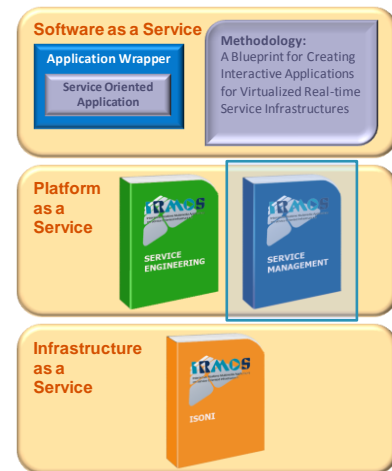 Software as a Service
Application Wrapper
Service Oriented
Application
Methodology:
A Blueprint for Creating
Interactive Applications
for Virtualized Real-time
Service Infrastructures
Platform
as a
Service
IRMOS
SERVICE
ENGINEERING
IRMOS
SERVICE
MANAGEMENT
Infrastructure
as a
Service
IRMOS
ISONI